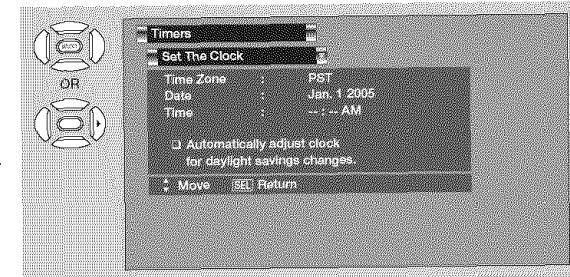 SELECT
OR
Timers
Set The Clock
Time Zone : PST
Date : Jan. 1 2005
Time : -- : -- AM
❏ Automatically adjust clock
for daylight savings changes.
Move SEL Return